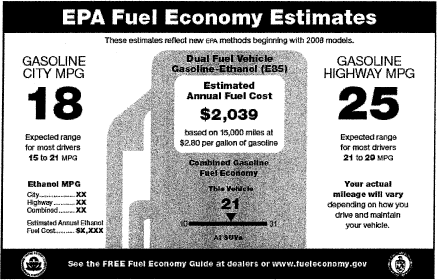 EPA Fuel Economy Estimates
These estimates reflect new EPA methods beginning with 2008 models.
GASOLINE
CITY MPG
18
Expected range
for most drivers
15 to 21 MPG
Ethanol MPG
City................ XX
Highway ......... XX
Combined ....... XX
Estimated Annual Ethanol
Fuel Cost.......... $X,XXX
Dual Fuel Vehicle
Gasoline-Ethanol (E85)
Estimated
Annual Fuel Cost
$2,039
based on 15,000 miles at
$2.80 per gallon of gasoline
Combined Gasoline
Fuel Economy
This Vehicle
21
31
All SUVs
GASOLINE
HIGHWAY MPG
25
Expected range
for most drivers
21 to 29 MPG
Your actual
mileage will vary
depending on how you
drive and maintain
your vehicle.
See the FREE Fuel Economy Guide at dealers or www.fueleconomy.gov